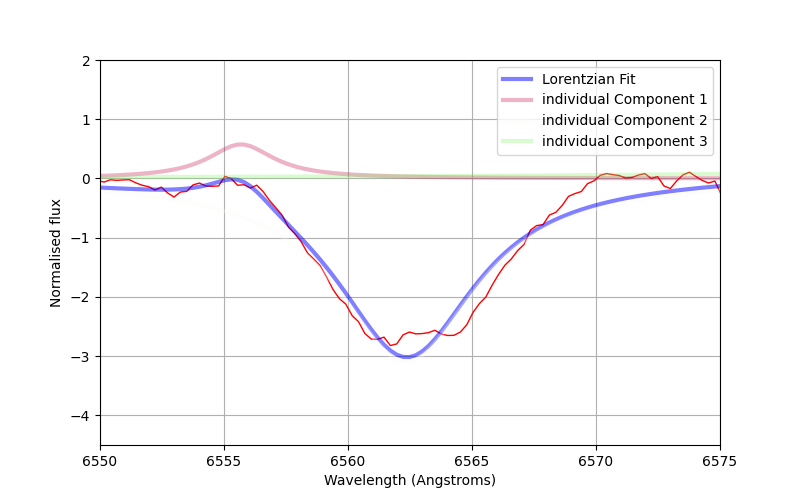 2
1
0
−1
−2
−3
−4
Normalised flux
Lorentzian Fit
individual Component 1
individual Component 2
individual Component 3
6550 6555 6560 6565 6570 6575
Wavelength (Angstroms)